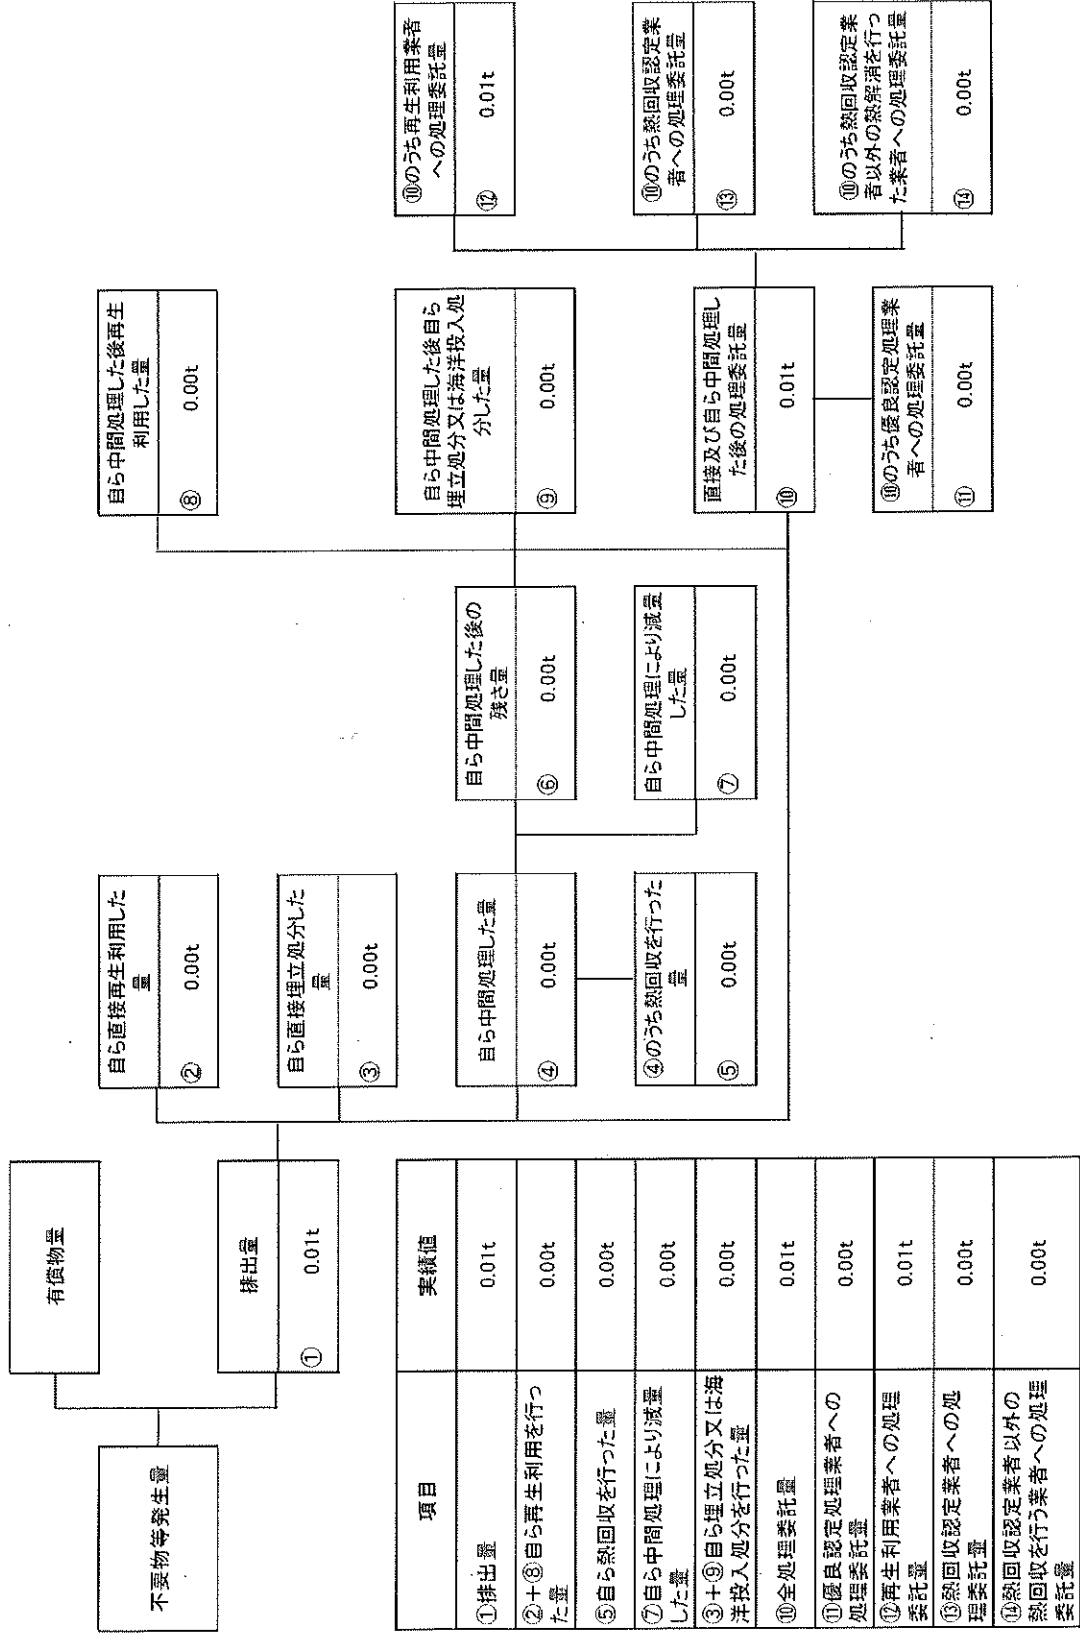 不要物等発生量
有償物量
排出量
① 0.01t
自ら直接再生利用した
量
② 0.00t
自ら直接埋立処分した
量
③ 0.00t
自ら中間処理した量
④ 0.00t
④のうち熱回収を行った
量
⑤ 0.00t
自ら中間処理した後の
残さ量
⑥ 0.00t
自ら中間処理により減量
した量
⑦ 0.00t
自ら中間処理した後再生
利用した量
⑧ 0.00t
自ら中間処理した後自ら
埋立処分又は海洋投入処
分した量
⑨ 0.00t
直接及び自ら中間処理し
た後の処理委託量
⑩ 0.01t
⑩のうち優良認定処理業
者への処理委託量
⑪ 0.00t
⑩のうち再生利用業者
への処理委託量
⑫ 0.01t
⑩のうち熱回収認定業
者への処理委託量
⑬ 0.00t
⑩のうち熱回収認定業
者以外の熱解消を行っ
た業者への処理委託量
⑭ 0.00t
項目 実績値
①排出量 0.01t
②+⑧自ら再生利用を行っ
た量 0.00t
⑤自ら熱回収を行った量 0.00t
⑦自ら中間処理により減量
した量 0.00t
③+⑨自ら埋立処分又は海
洋投入処分を行った量 0.00t
⑩全処理委託量 0.01t
⑪優良認定処理業者への
処理委託量 0.00t
⑫再生利用業者への処理
委託量 0.01t
⑬熱回収認定業者への処
理委託量 0.00t
⑭熱回収認定業者以外の
熱回収を行う業者への処理
委託量 0.00t